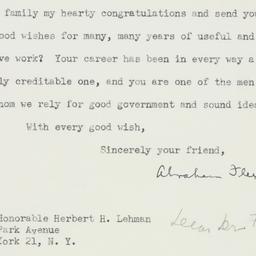 family my hearty congratulations and send you
good wishes for many, many years of useful and
ve work? Your career has been in every way a
ly creditable one, and you are one of the men
hom we rely for good government and sound idea
With every good wish,
Sincerely your friend,
Abraham Flex
Honorable Herbert H. Lehman
Park Avenue
York 21, N. Y.